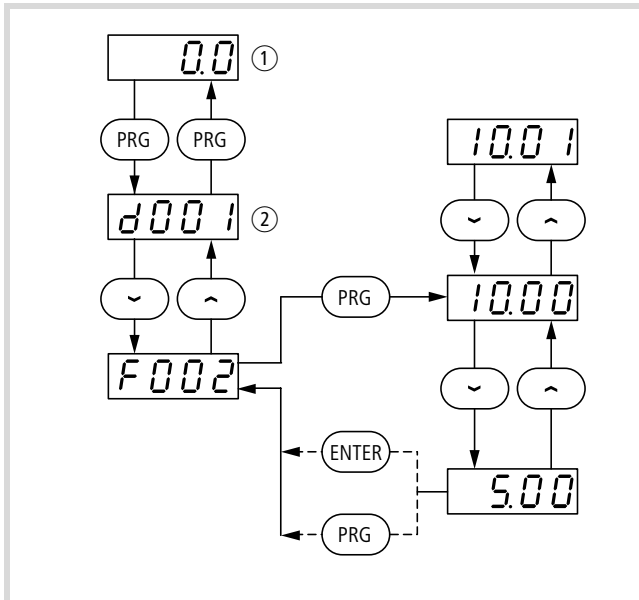 0.0 ①
PRG PRG
d001 ②
F002
PRG
ENTER
PRG
10.01
10.00
5.00